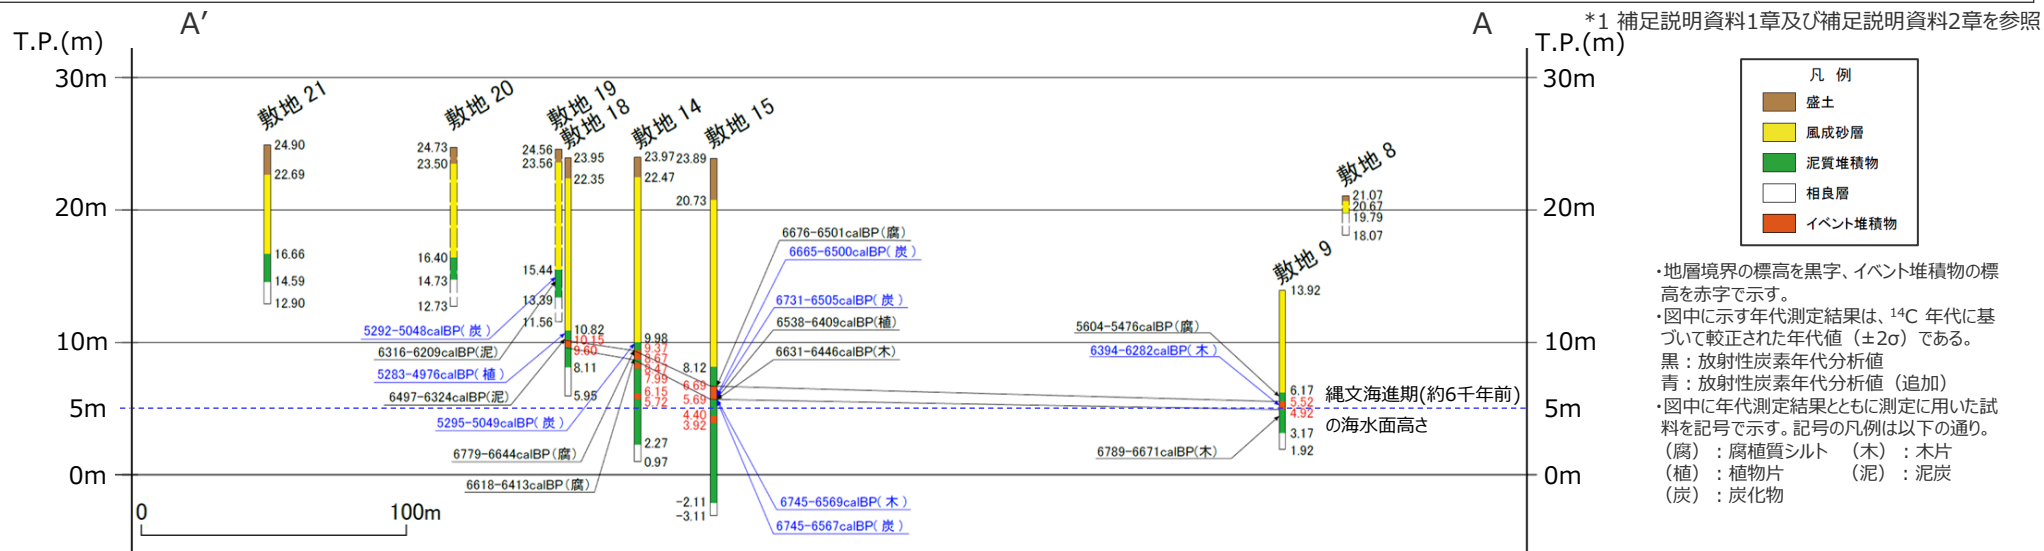 *1 補足説明資料1章及び補足説明資料2章を参照
A′
A
T.P.(m)
T.P.(m)
30m
20m
10m
5m
0m
30m
20m
10m
5m
0m
敷地 21
24.90
22.69
16.66
14.59
12.90
敷地 20
24.73
23.50
16.40
14.73
12.73
敷地 19
24.56
23.56
15.44
13.39
11.56
敷地 18
23.95
22.35
10.82
10.15
9.60
8.11
5.95
敷地 14
23.97
22.47
9.98
9.37
8.67
8.47
7.99
6.15
5.72
2.27
0.97
敷地 15
23.89
20.73
8.12
6.69
5.69
4.40
3.92
-2.11
-3.11
敷地 8
21.07
20.67
19.79
18.07
敷地 9
13.92
6.17
5.52
4.92
3.17
1.92
5292-5048calBP( 炭 )
6316-6209calBP(泥)
5283-4976calBP( 植 )
6497-6324calBP(泥)
5295-5049calBP( 炭 )
6779-6644calBP(腐)
6618-6413calBP(腐)
6676-6501calBP(腐)
6665-6500calBP( 炭 )
6731-6505calBP( 炭 )
6538-6409calBP(植)
6631-6446calBP(木)
6745-6569calBP( 木 )
6745-6567calBP( 炭 )
5604-5476calBP(腐)
6394-6282calBP( 木 )
6789-6671calBP(木)
縄文海進期(約6千年前)
の海水面高さ
0
100m
凡 例
盛土
風成砂層
泥質堆積物
相良層
イベント堆積物
・地層境界の標高を黒字、イベント堆積物の標
高を赤字で示す。
・図中に示す年代測定結果は、¹⁴C 年代に基
づいて較正された年代値（±2σ）である。
黒：放射性炭素年代分析値
青：放射性炭素年代分析値（追加）
・図中に年代測定結果とともに測定に用いた試
料を記号で示す。記号の凡例は以下の通り。
（腐）：腐植質シルト （木）：木片
（植）：植物片 （泥）：泥炭
（炭）：炭化物